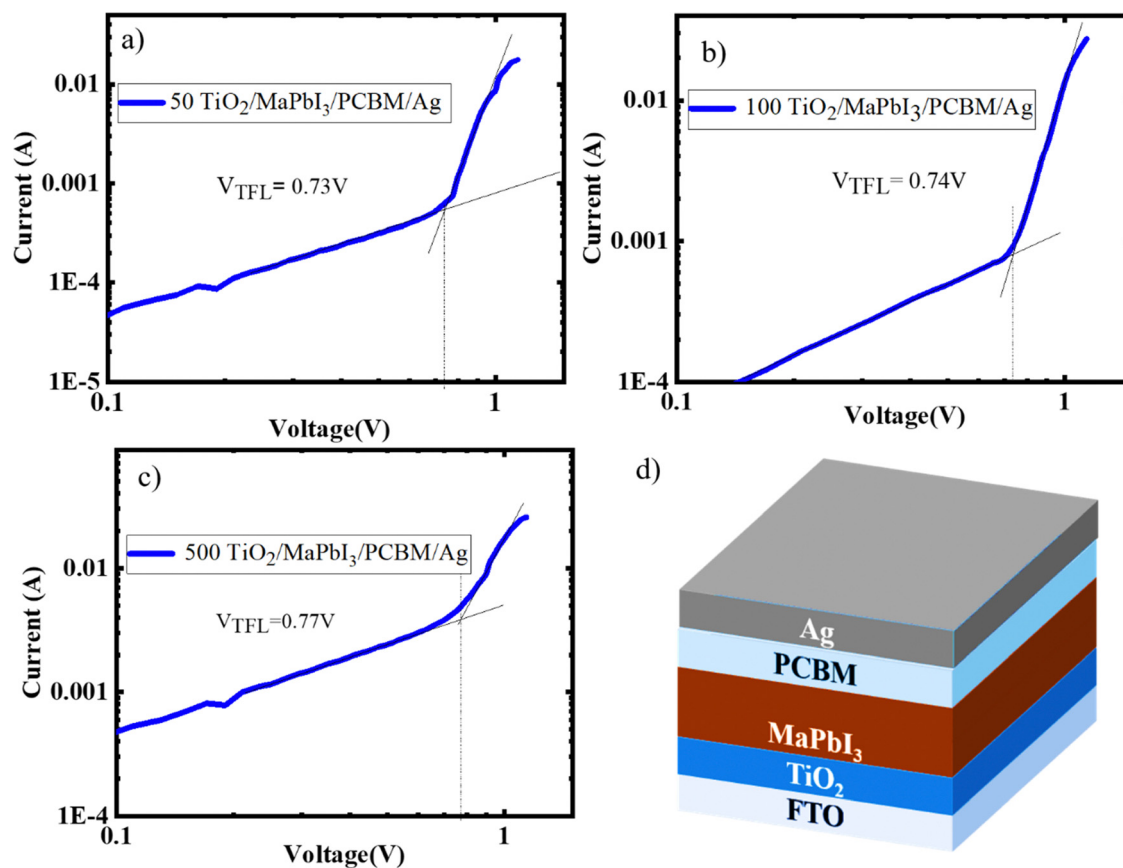 a)
0.01
50 TiO₂/MaPbI₃/PCBM/Ag
V_TFL= 0.73V
0.001
1E-4
1E-5
0.1
1
Current (A)
Voltage(V)
b)
0.01
100 TiO₂/MaPbI₃/PCBM/Ag
V_TFL= 0.74V
0.001
1E-4
0.1
1
Current (A)
Voltage(V)
c)
500 TiO₂/MaPbI₃/PCBM/Ag
0.01
V_TFL=0.77V
0.001
1E-4
0.1
1
Current (A)
Voltage(V)
d)
Ag
PCBM
MaPbI₃
TiO₂
FTO